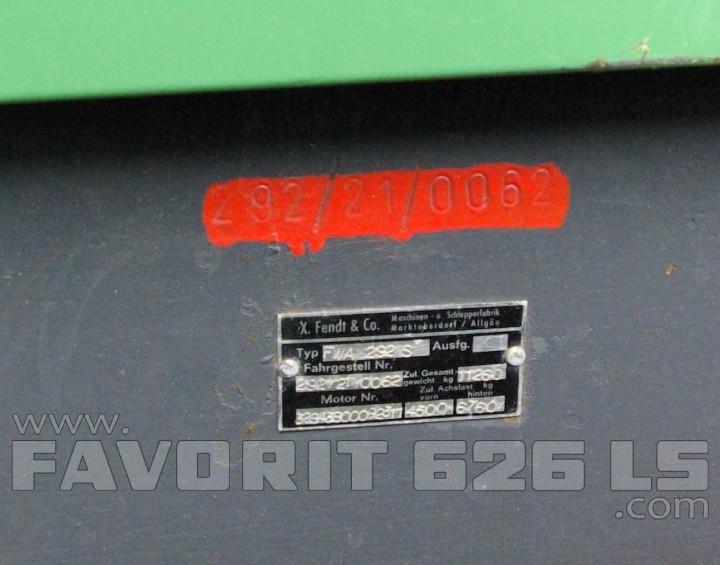 292/21/0062
X. Fendt & Co. Maschinen- u. Schlepperfabrik
Marktoberdorf / Allgäu
Typ FWA 292 S Ausfg.
Fahrgestell Nr.
292/21/0062 Zul. Gesamt-
gewicht kg 11260
Motor Nr. Zul. Achslast kg
vorn hinten
4500 6760
www.
FAVORIT 626 LS
.com